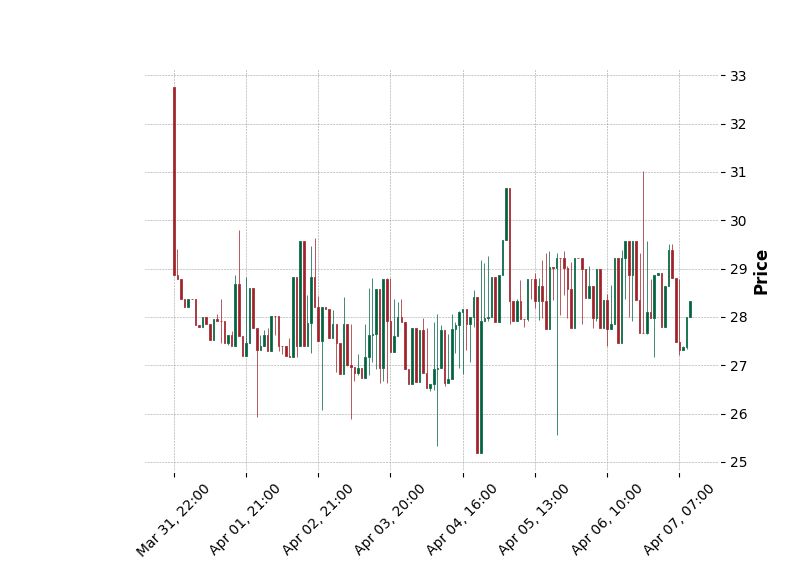 33
32
31
30
29
28
27
26
25
Price
Mar 31, 22:00
Apr 01, 21:00
Apr 02, 21:00
Apr 03, 20:00
Apr 04, 16:00
Apr 05, 13:00
Apr 06, 10:00
Apr 07, 07:00